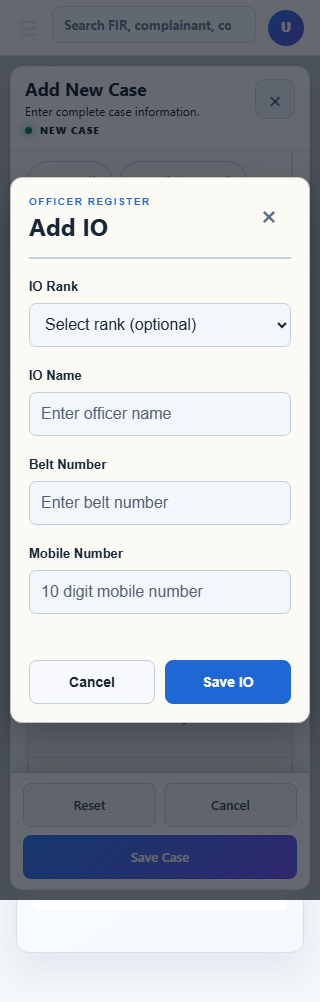 Search FIR, complainant, co
U
Add New Case
Enter complete case information.
NEW CASE
OFFICER REGISTER
Add IO
IO Rank
Select rank (optional)
IO Name
Enter officer name
Belt Number
Enter belt number
Mobile Number
10 digit mobile number
Cancel
Save IO
Reset
Cancel
Save Case